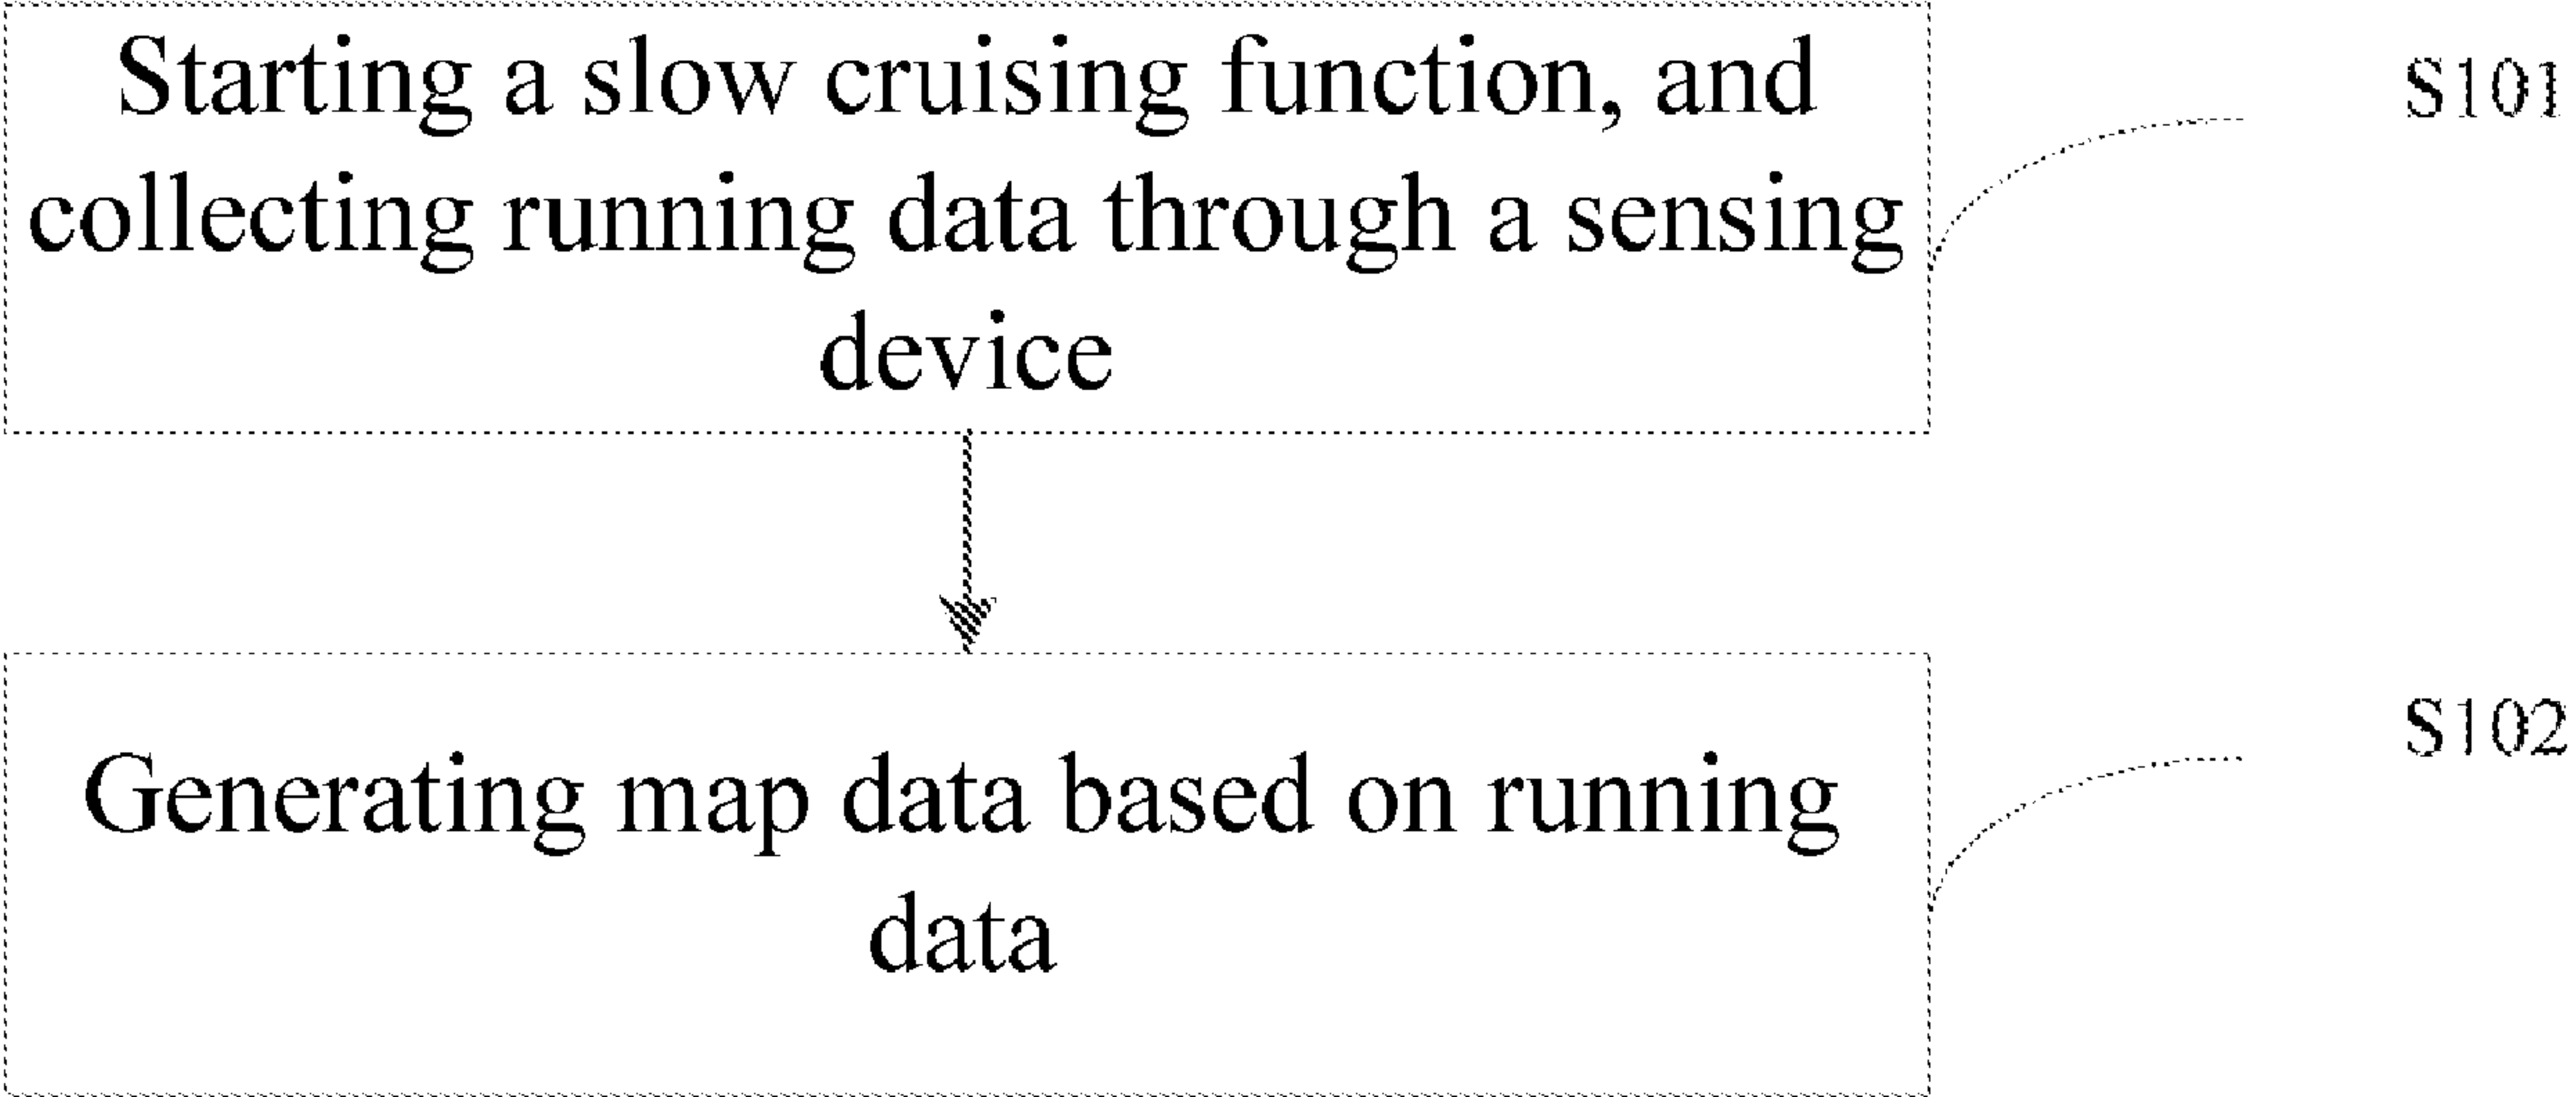 Starting a slow cruising function, and
collecting running data through a sensing
device
S101
Generating map data based on running
data
S102